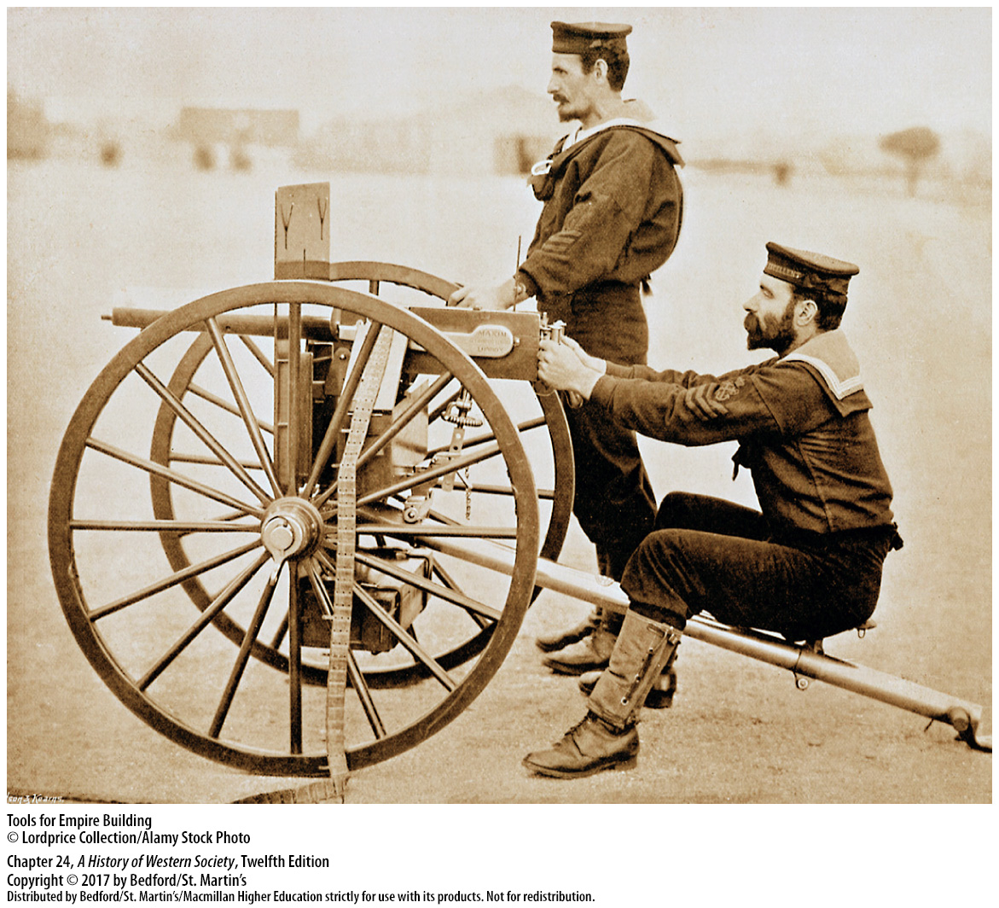 EXCELLENT
MAXIM
& Kearns.
Tools for Empire Building
© Lordprice Collection/Alamy Stock Photo
Chapter 24, A History of Western Society, Twelfth Edition
Copyright © 2017 by Bedford/St. Martin’s
Distributed by Bedford/St. Martin’s/Macmillan Higher Education strictly for use with its products. Not for redistribution.